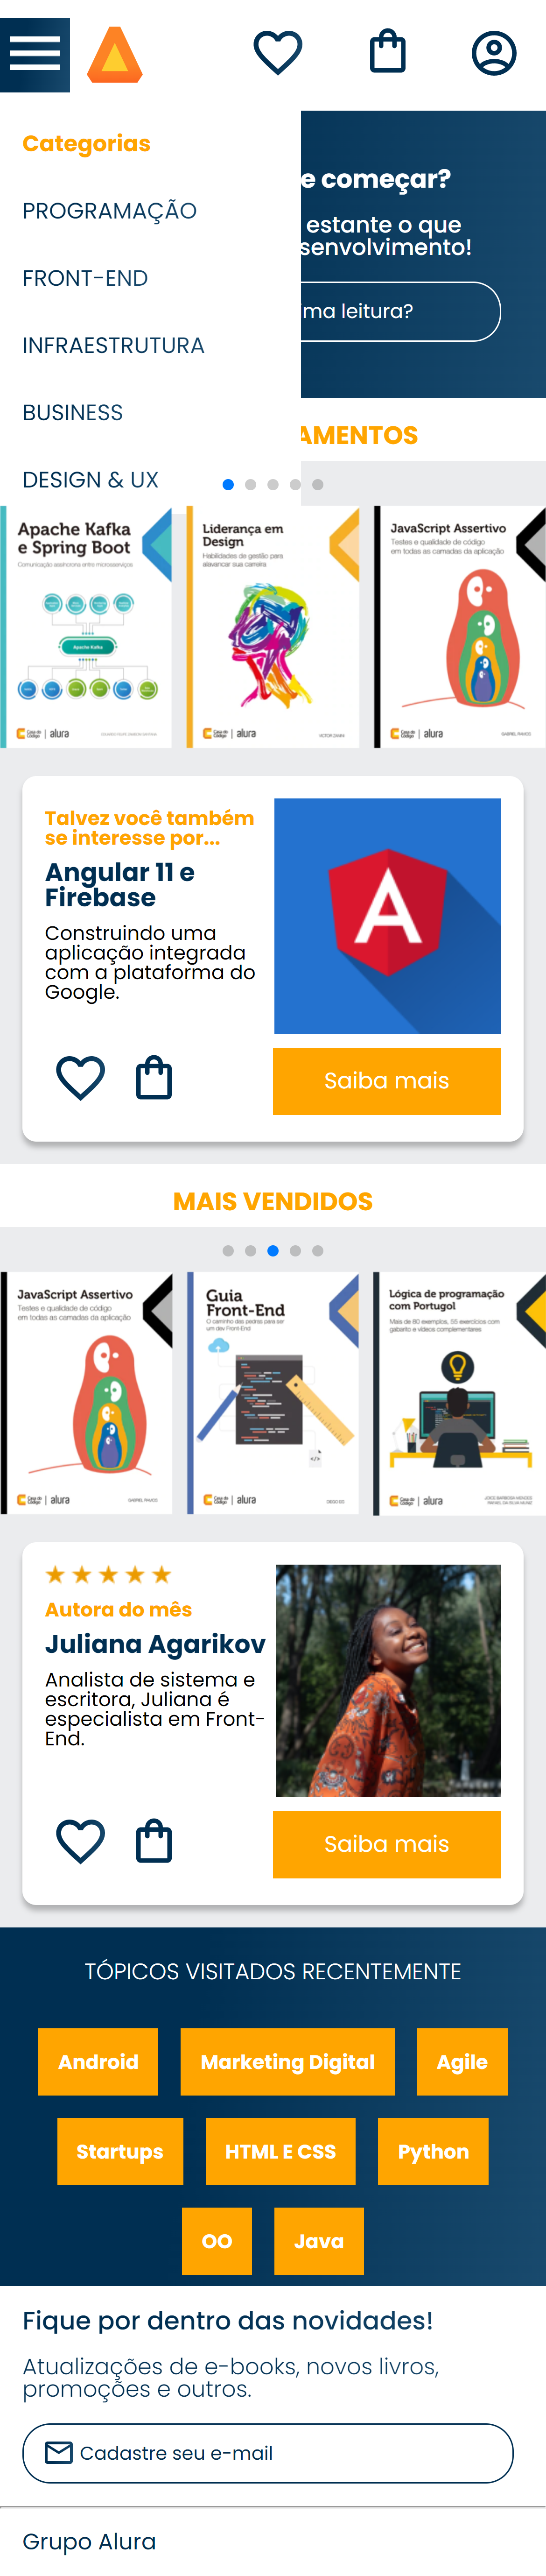 Categorias
PROGRAMAÇÃO
FRONT-END
INFRAESTRUTURA
BUSINESS
DESIGN & UX
e começar?
estante o que
senvolvimento!
ma leitura?
AMENTOS
Apache Kafka
e Spring Boot
Comunicação assíncrona entre microsserviços
Apache Kafka
Casa do Código | alura
Liderança em
Design
Habilidades de gestão para
alavancar sua carreira
Casa do Código | alura
VICTOR ZANINI
JavaScript Assertivo
Testes e qualidade de código
em todas as camadas da aplicação
Casa do Código | alura
GABRIEL RAMOS
Talvez você também
se interesse por...
Angular 11 e
Firebase
Construindo uma
aplicação integrada
com a plataforma do
Google.
Saiba mais
MAIS VENDIDOS
JavaScript Assertivo
Testes e qualidade de código
em todas as camadas da aplicação
Casa do Código | alura
GABRIEL RAMOS
Guia
Front-End
O caminho das pedras para ser
um dev Front-End
</>
Casa do Código | alura
DIEGO EIS
Lógica de programação
com Portugol
Mais de 80 exemplos, 55 exercícios com
gabarito e vídeos complementares
Casa do Código | alura
Autora do mês
Juliana Agarikov
Analista de sistema e
escritora, Juliana é
especialista em Front-
End.
Saiba mais
TÓPICOS VISITADOS RECENTEMENTE
Android
Marketing Digital
Agile
Startups
HTML E CSS
Python
OO
Java
Fique por dentro das novidades!
Atualizações de e-books, novos livros,
promoções e outros.
Cadastre seu e-mail
Grupo Alura